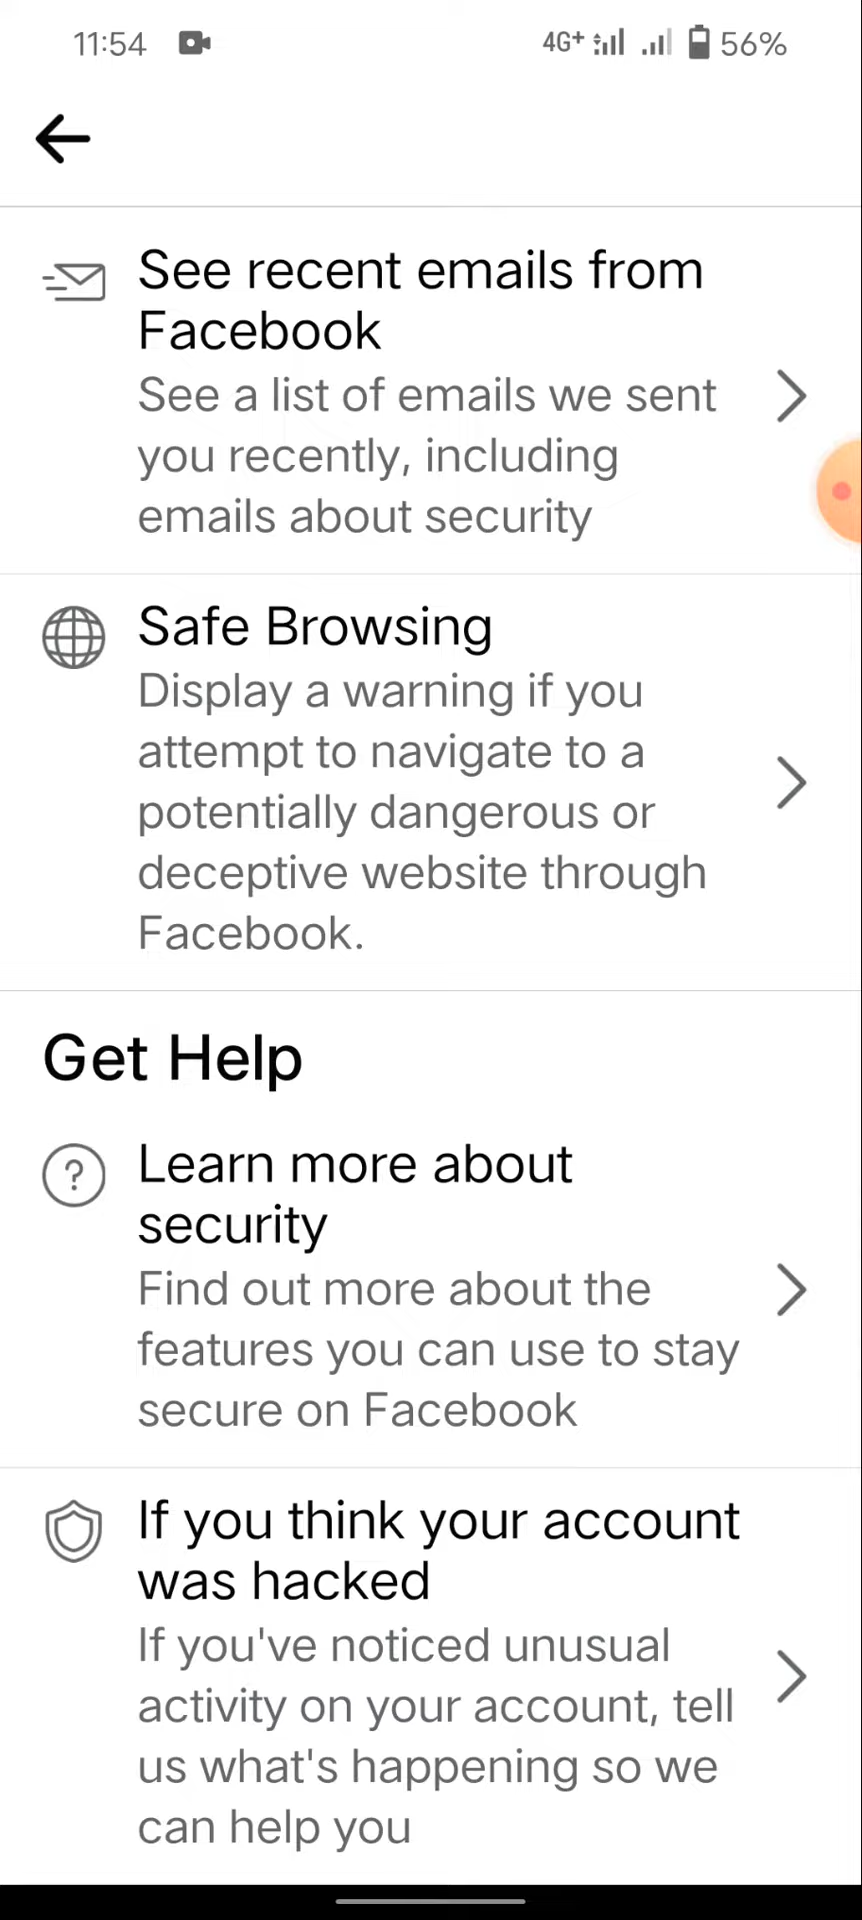 11:54 4G+ 56%
See recent emails from
Facebook
See a list of emails we sent
you recently, including
emails about security
Safe Browsing
Display a warning if you
attempt to navigate to a
potentially dangerous or
deceptive website through
Facebook.
Get Help
Learn more about
security
Find out more about the
features you can use to stay
secure on Facebook
If you think your account
was hacked
If you've noticed unusual
activity on your account, tell
us what's happening so we
can help you